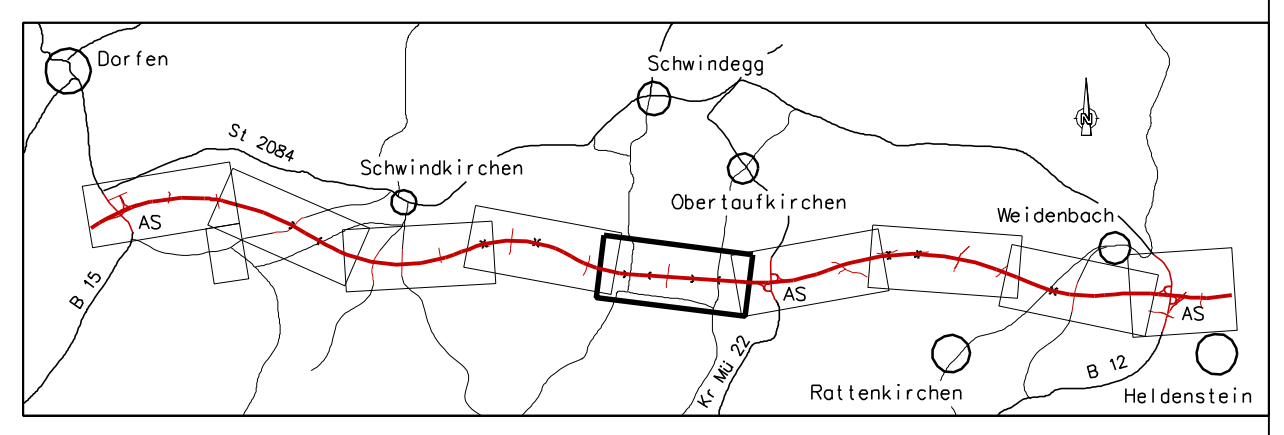 Dorfen
Schwindegg
N
St 2084
Schwindkirchen
Obertaufkirchen
Weidenbach
AS
B 15
AS
AS
Kr Mü 22
B 12
Rattenkirchen
Heldenstein